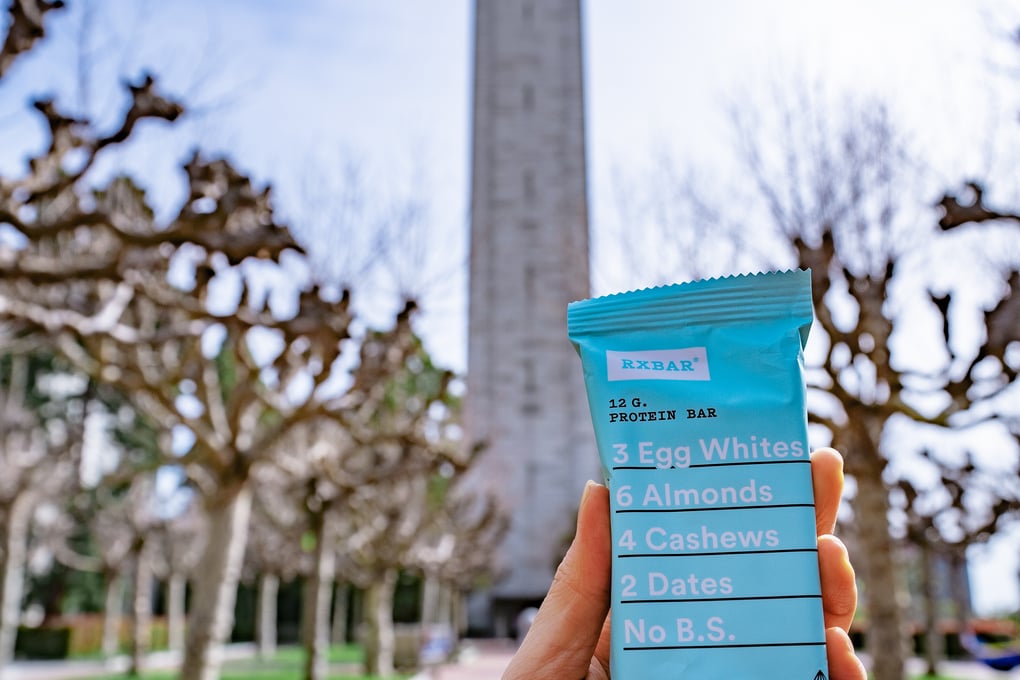 RXBAR®
12 G.
PROTEIN BAR
3 Egg Whites
6 Almonds
4 Cashews
2 Dates
No B.S.